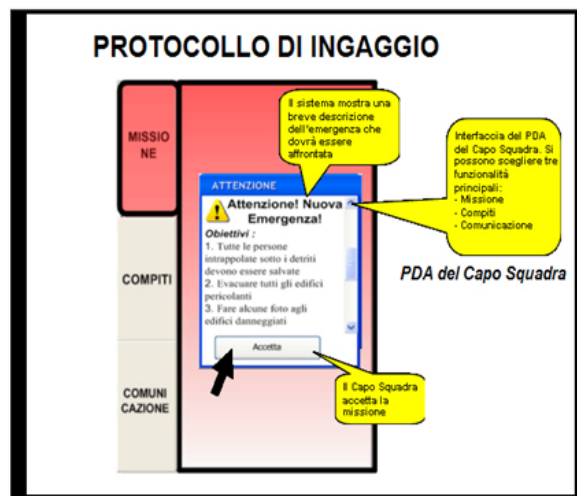 PROTOCOLLO DI INGAGGIO
MISSIO
NE
COMPITI
COMUNI
CAZIONE
Il sistema mostra una
breve descrizione
dell'emergenza che
dovrà essere
affrontata
Interfaccia del PDA
del Capo Squadra. Si
possono scegliere tre
funzionalità
principali:
- Missione
- Compiti
- Comunicazione
ATTENZIONE
Attenzione! Nuova
Emergenza!
Obiettivi :
1. Tutte le persone
intrappolate sotto i detriti
devono essere salvate
2. Evacuare tutti gli edifici
pericolanti
3. Fare alcune foto agli
edifici danneggiati
Accetta
PDA del Capo Squadra
Il Capo Squadra
accetta la
missione